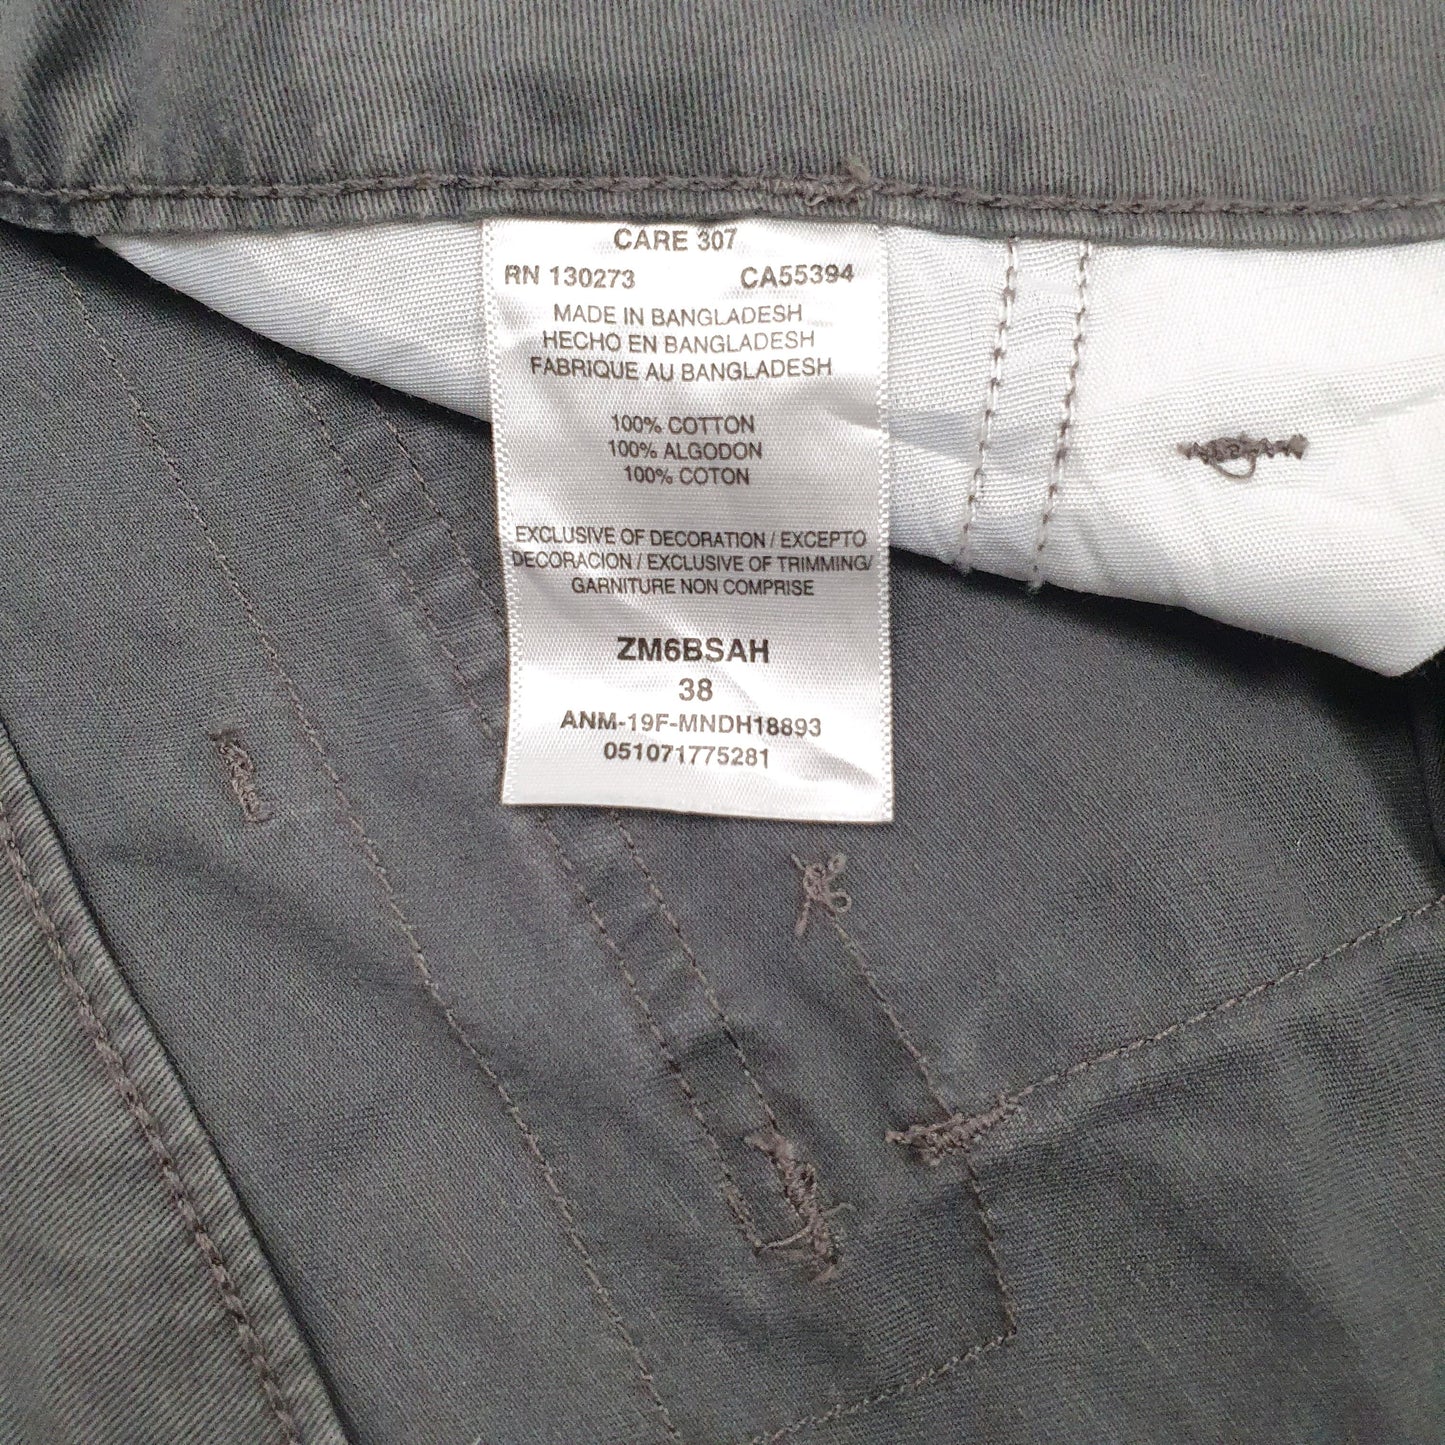 CARE 307
RN 130273 CA55394
MADE IN BANGLADESH
HECHO EN BANGLADESH
FABRIQUE AU BANGLADESH
100% COTTON
100% ALGODON
100% COTON
EXCLUSIVE OF DECORATION / EXCEPTO
DECORACION / EXCLUSIVE OF TRIMMING/
GARNITURE NON COMPRISE
ZM6BSAH
38
ANM-19F-MNDH18893
051071775281